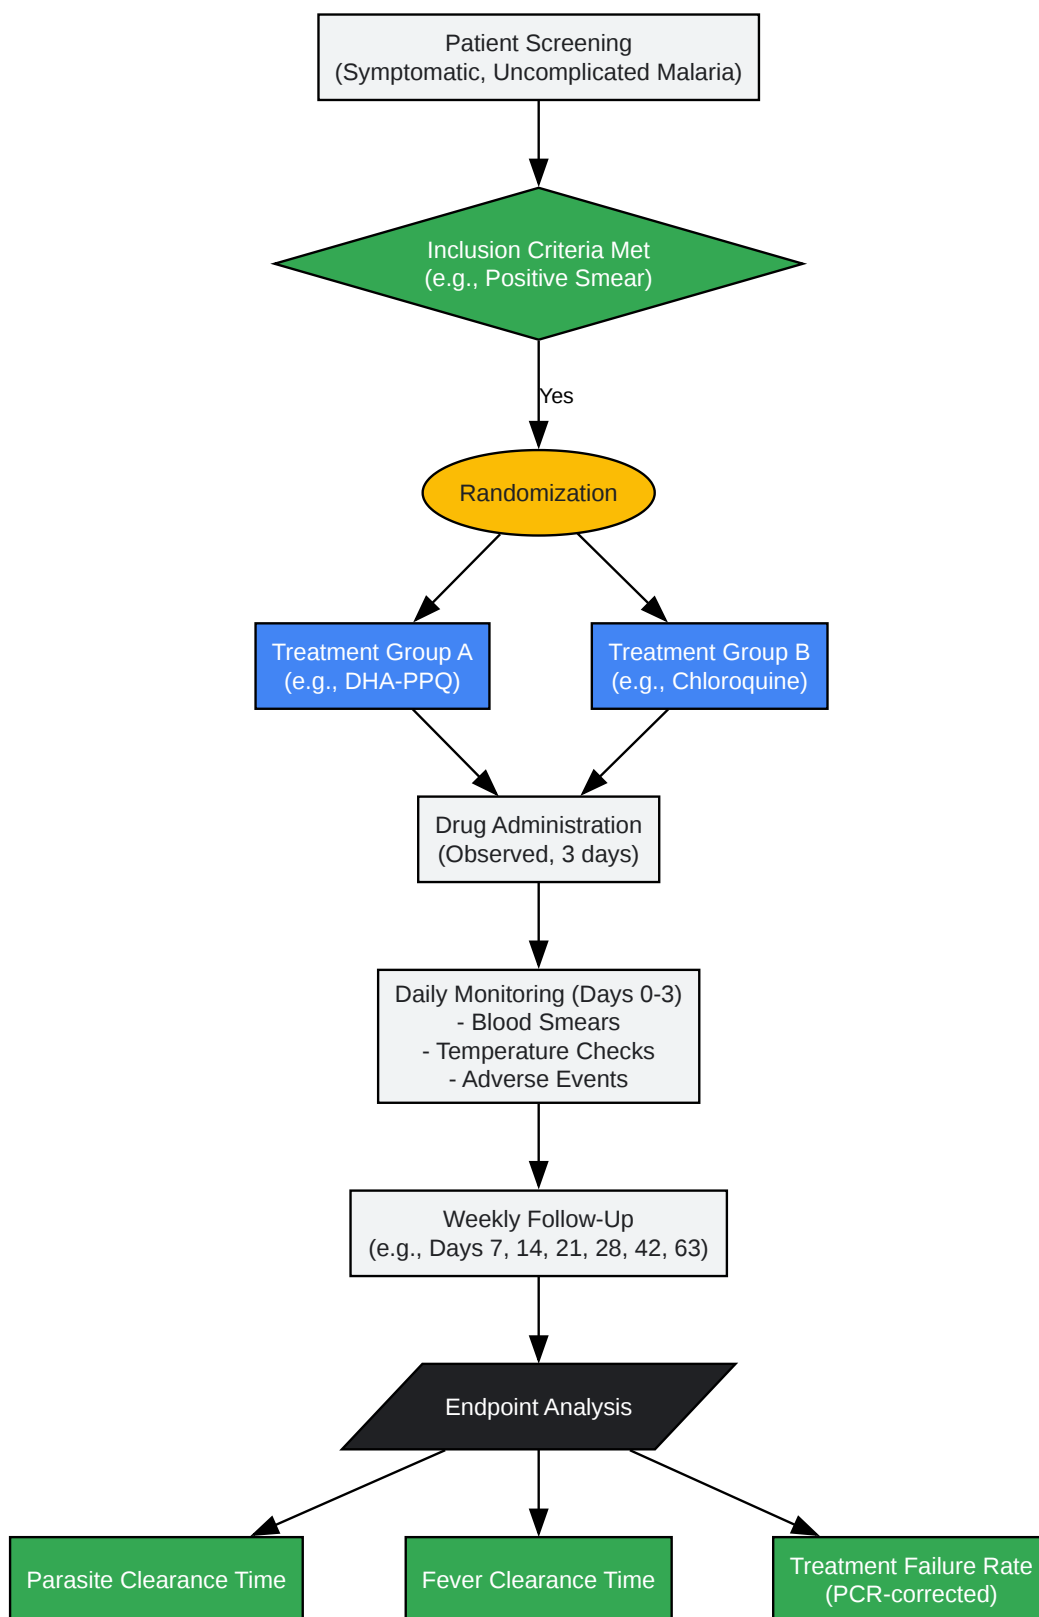 Patient Screening
(Symptomatic, Uncomplicated Malaria)
Inclusion Criteria Met
(e.g., Positive Smear)
Yes
Randomization
Treatment Group A
(e.g., DHA-PPQ)
Treatment Group B
(e.g., Chloroquine)
Drug Administration
(Observed, 3 days)
Daily Monitoring (Days 0-3)
- Blood Smears
- Temperature Checks
- Adverse Events
Weekly Follow-Up
(e.g., Days 7, 14, 21, 28, 42, 63)
Endpoint Analysis
Parasite Clearance Time
Fever Clearance Time
Treatment Failure Rate
(PCR-corrected)